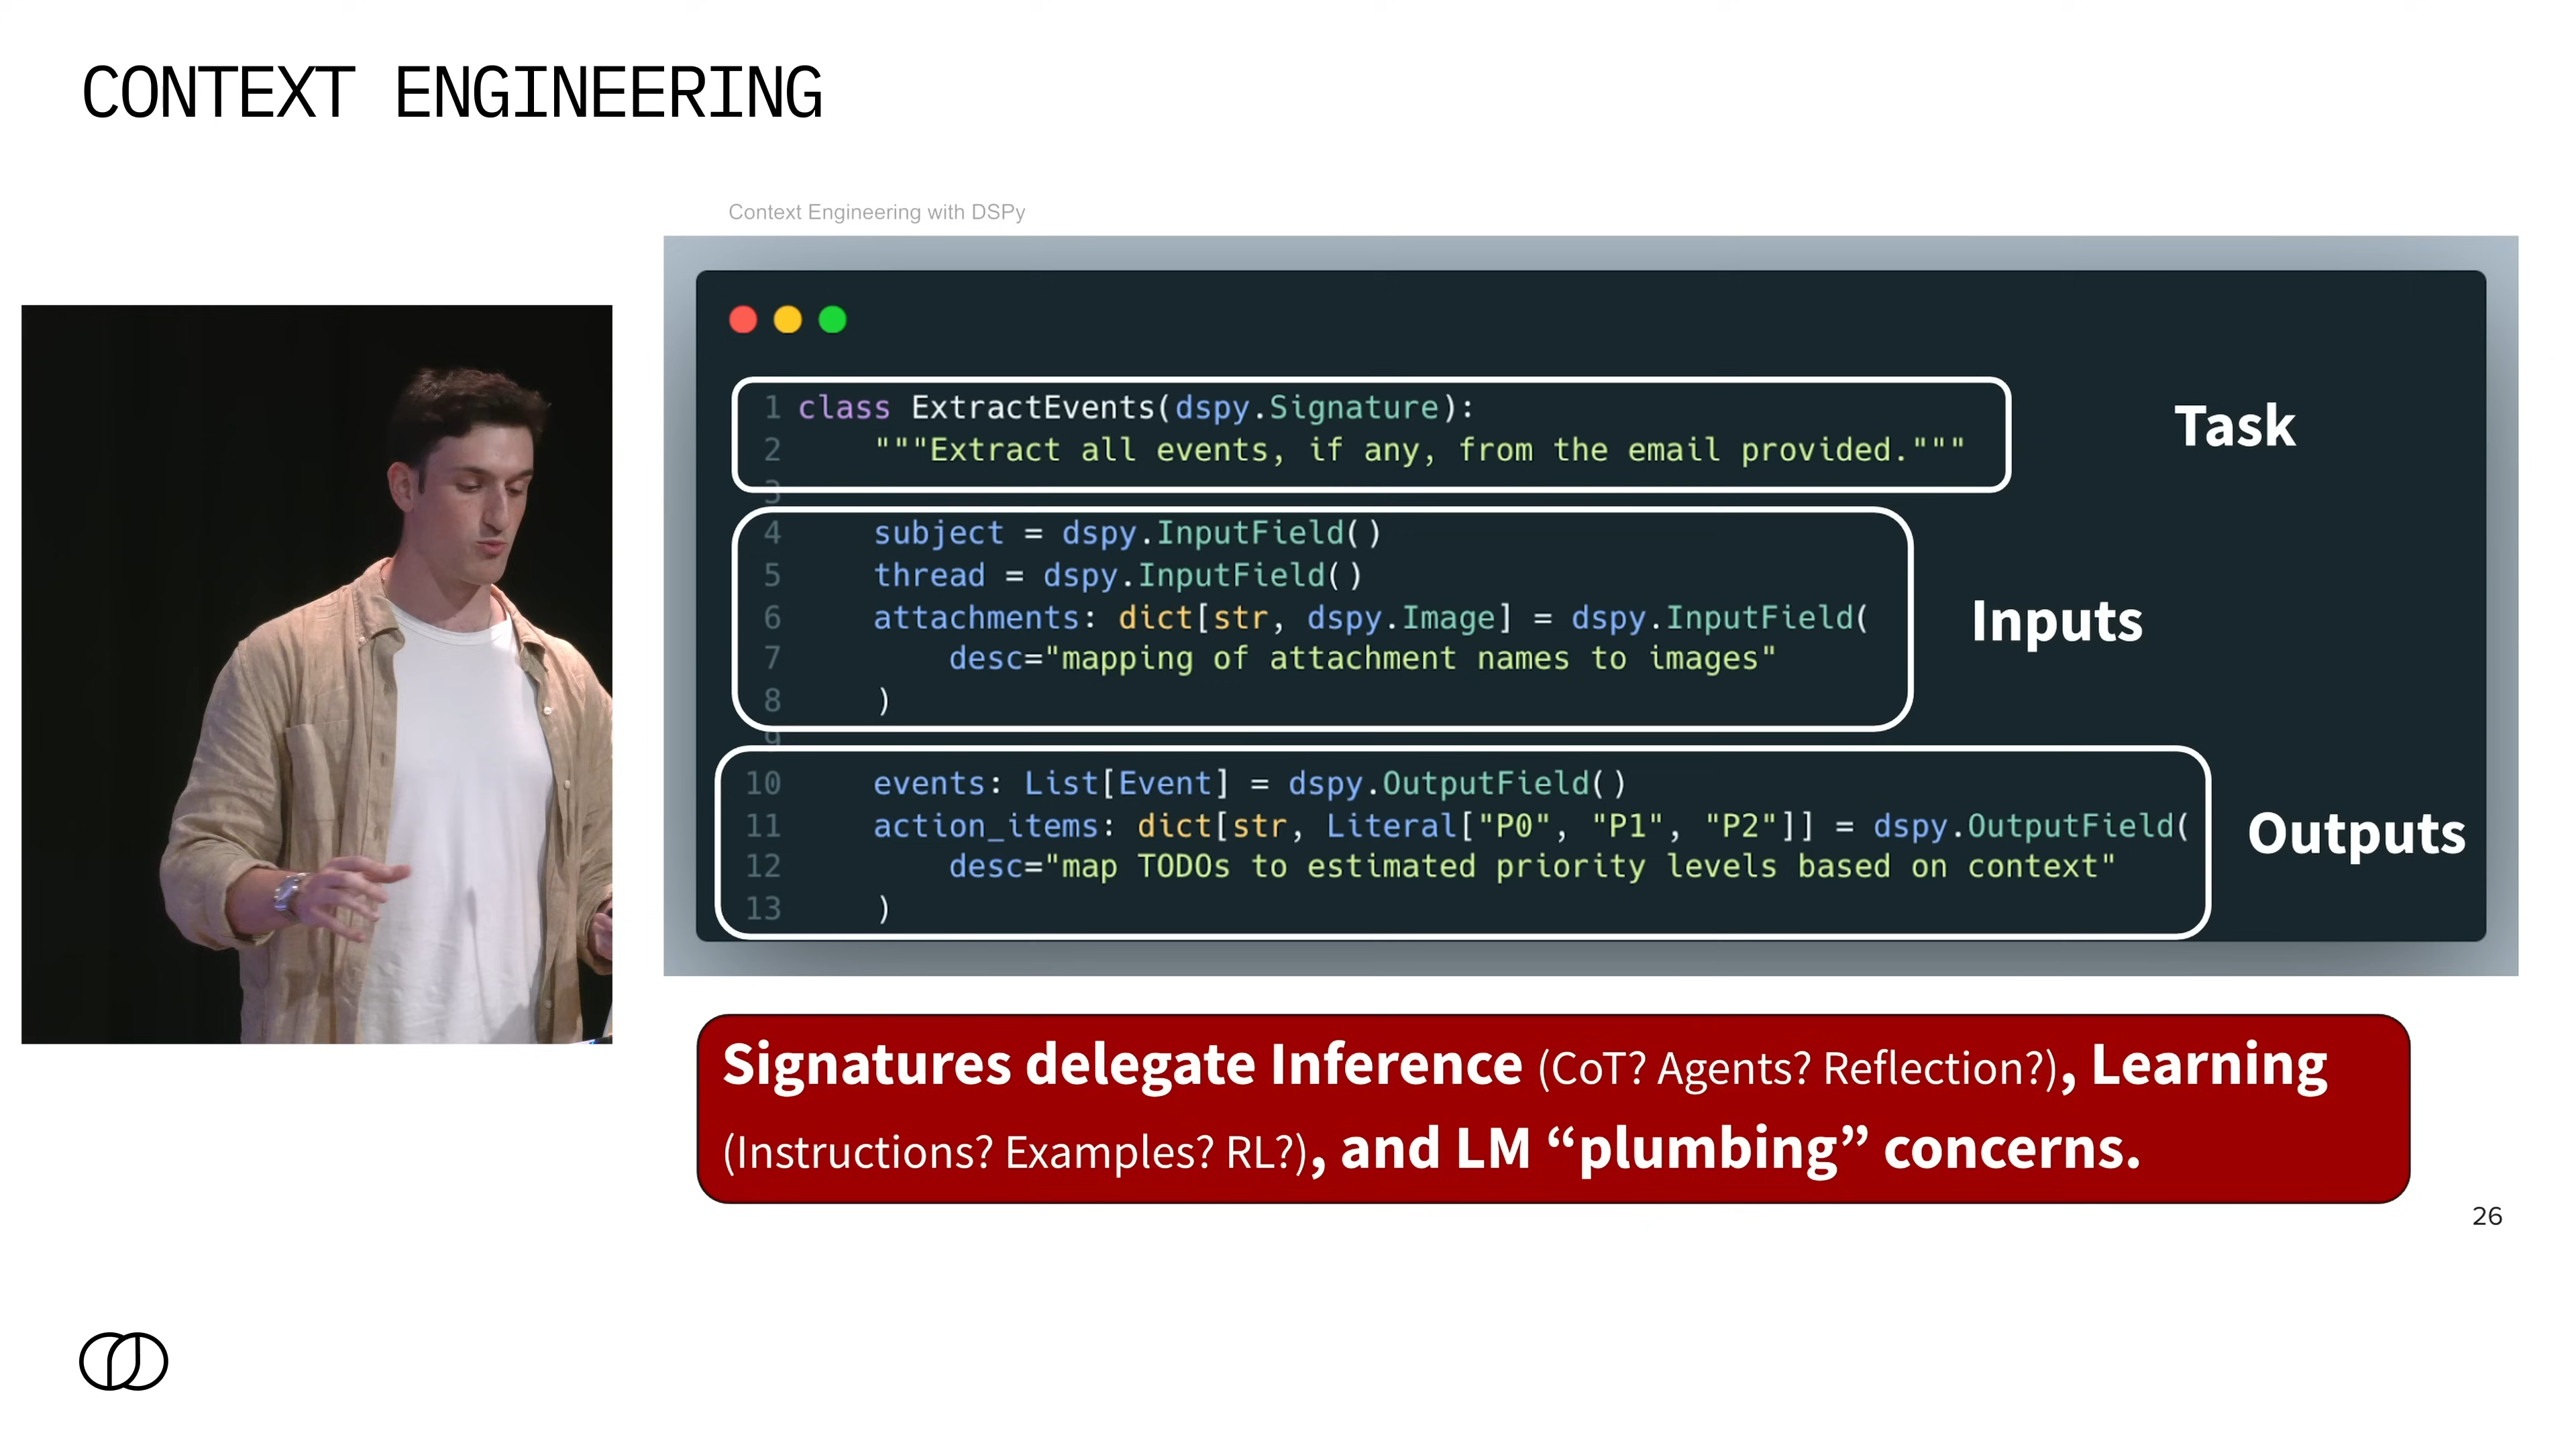 CONTEXT ENGINEERING
Context Engineering with DSPy
1 class ExtractEvents(dspy.Signature):
2     """Extract all events, if any, from the email provided."""
3
4     subject = dspy.InputField()
5     thread = dspy.InputField()
6     attachments: dict[str, dspy.Image] = dspy.InputField(
7         desc="mapping of attachment names to images"
8     )
9
10     events: List[Event] = dspy.OutputField()
11     action_items: dict[str, Literal["P0", "P1", "P2"]] = dspy.OutputField(
12         desc="map TODOs to estimated priority levels based on context"
13     )
Task
Inputs
Outputs
Signatures delegate Inference (CoT? Agents? Reflection?), Learning
(Instructions? Examples? RL?), and LM “plumbing” concerns.
26